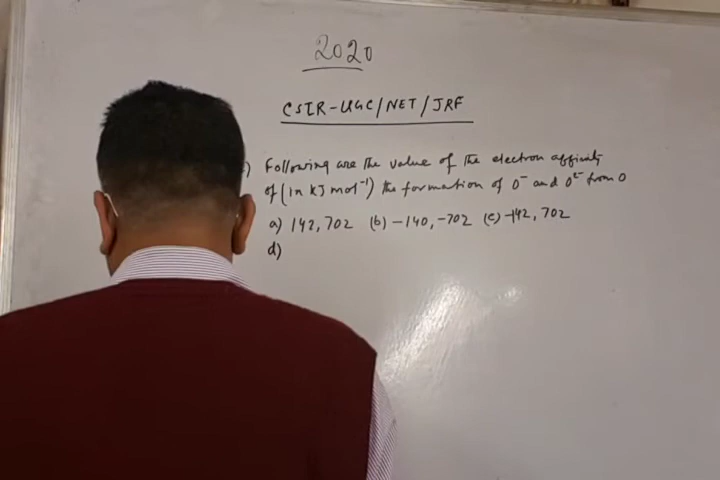 2020
CSIR-UGC/NET/JRF
) Following are the value of the electron affinity
of (in kJ mol⁻¹) the formation of O⁻ and O²⁻ from O
a) 142, 702 (b) -140, -702 (c) -142, 702
d)